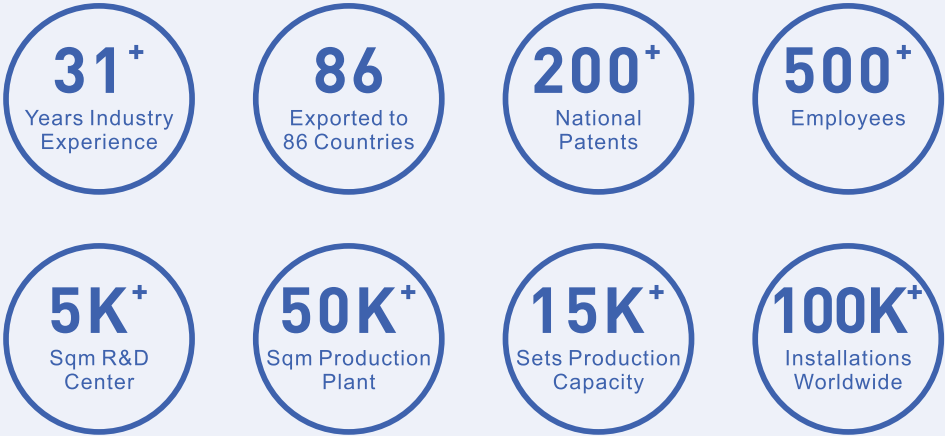 31+
Years Industry
Experience
86
Exported to
86 Countries
200+
National
Patents
500+
Employees
5K+
Sqm R&D
Center
50K+
Sqm Production
Plant
15K+
Sets Production
Capacity
100K+
Installations
Worldwide